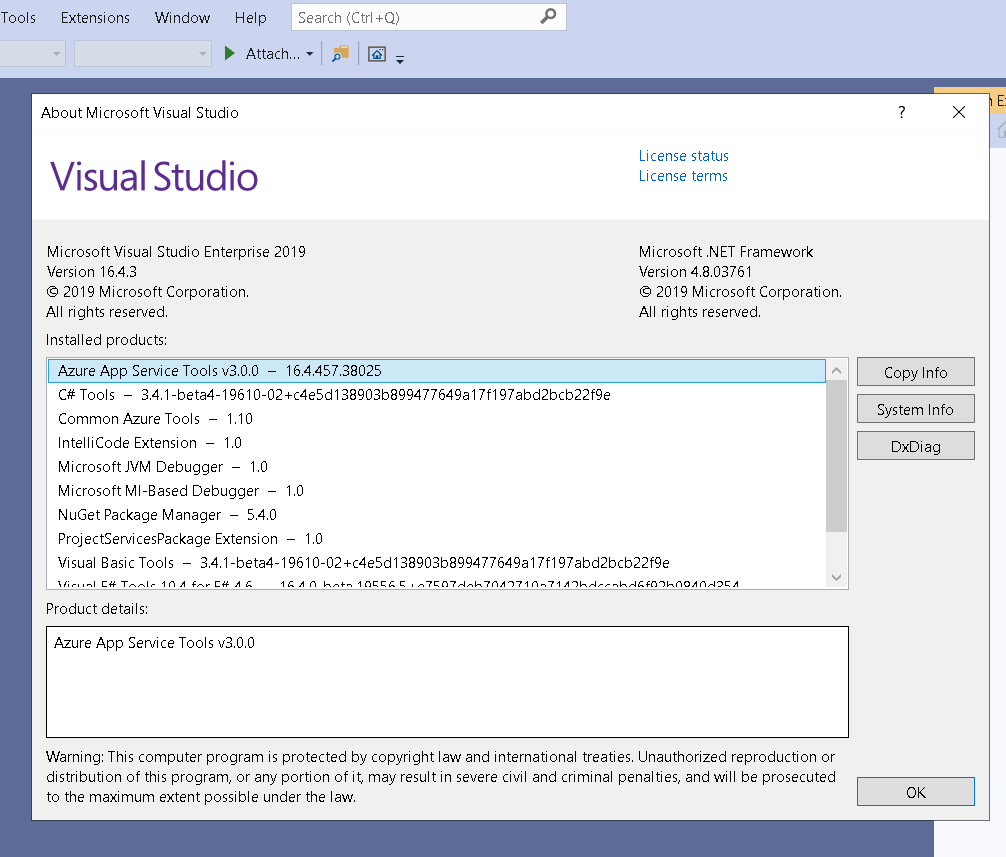 Tools Extensions Window Help Search (Ctrl+Q)
Attach...
About Microsoft Visual Studio ?
Visual Studio
License status
License terms
Microsoft Visual Studio Enterprise 2019
Version 16.4.3
© 2019 Microsoft Corporation.
All rights reserved.
Microsoft .NET Framework
Version 4.8.03761
© 2019 Microsoft Corporation.
All rights reserved.
Installed products:
Azure App Service Tools v3.0.0 – 16.4.457.38025
C# Tools – 3.4.1-beta4-19610-02+c4e5d138903b899477649a17f197abd2bcb22f9e
Common Azure Tools – 1.10
IntelliCode Extension – 1.0
Microsoft JVM Debugger – 1.0
Microsoft MI-Based Debugger – 1.0
NuGet Package Manager – 5.4.0
ProjectServicesPackage Extension – 1.0
Visual Basic Tools – 3.4.1-beta4-19610-02+c4e5d138903b899477649a17f197abd2bcb22f9e
Visual F# Tools 10.4 for F# 4.6 –
Copy Info
System Info
DxDiag
Product details:
Azure App Service Tools v3.0.0
Warning: This computer program is protected by copyright law and international treaties. Unauthorized reproduction or
distribution of this program, or any portion of it, may result in severe civil and criminal penalties, and will be prosecuted
to the maximum extent possible under the law.
OK